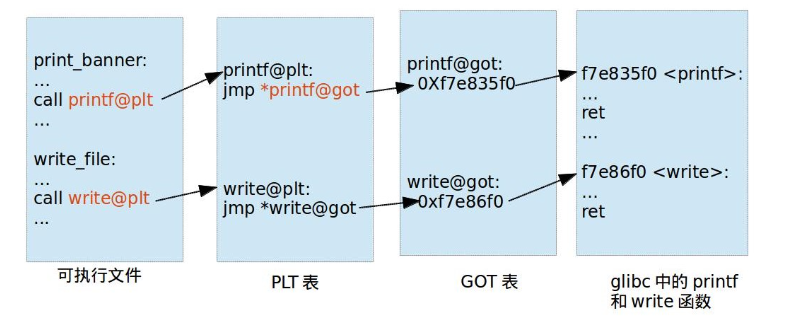 print_banner:
...
call printf@plt
...
write_file:
...
call write@plt
...
可执行文件
printf@plt:
jmp *printf@got
write@plt:
jmp *write@got
PLT 表
printf@got:
0Xf7e835f0
write@got:
0xf7e86f0
GOT 表
f7e835f0 <printf>:
...
ret
...
f7e86f0 <write>:
...
ret
glibc 中的 printf
和 write 函数